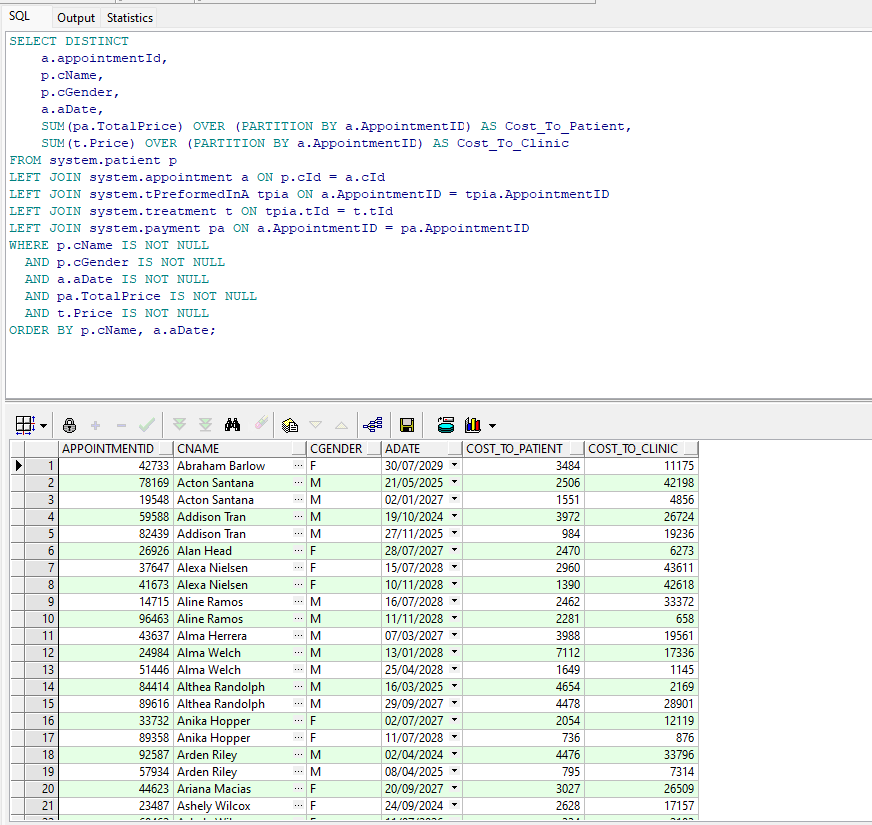 SQL Output Statistics
SELECT DISTINCT
a.appointmentId,
p.cName,
p.cGender,
a.aDate,
SUM(pa.TotalPrice) OVER (PARTITION BY a.AppointmentID) AS Cost_To_Patient,
SUM(t.Price) OVER (PARTITION BY a.AppointmentID) AS Cost_To_Clinic
FROM system.patient p
LEFT JOIN system.appointment a ON p.cId = a.cId
LEFT JOIN system.tPreformedInA tpia ON a.AppointmentID = tpia.AppointmentID
LEFT JOIN system.treatment t ON tpia.tId = t.tId
LEFT JOIN system.payment pa ON a.AppointmentID = pa.AppointmentID
WHERE p.cName IS NOT NULL
AND p.cGender IS NOT NULL
AND a.aDate IS NOT NULL
AND pa.TotalPrice IS NOT NULL
AND t.Price IS NOT NULL
ORDER BY p.cName, a.aDate;
APPOINTMENTID CNAME CGENDER ADATE COST_TO_PATIENT COST_TO_CLINIC
1 42733 Abraham Barlow ... F 30/07/2029 3484 11175
2 78169 Acton Santana ... M 21/05/2025 2506 42198
3 19548 Acton Santana ... M 02/01/2027 1551 4856
4 59588 Addison Tran ... M 19/10/2024 3972 26724
5 82439 Addison Tran ... M 27/11/2025 984 19236
6 26926 Alan Head ... F 28/07/2027 2470 6273
7 37647 Alexa Nielsen ... F 15/07/2028 2960 43611
8 41673 Alexa Nielsen ... F 10/11/2028 1390 42618
9 14715 Aline Ramos ... M 16/07/2028 2462 33372
10 96463 Aline Ramos ... M 11/11/2028 2281 658
11 43637 Alma Herrera ... M 07/03/2027 3988 19561
12 24984 Alma Welch ... M 13/01/2028 7112 17336
13 51446 Alma Welch ... M 25/04/2028 1649 1145
14 84414 Althea Randolph ... M 16/03/2025 4654 2169
15 89616 Althea Randolph ... M 29/09/2027 4478 28901
16 33732 Anika Hopper ... F 02/07/2027 2054 12119
17 89358 Anika Hopper ... F 11/07/2028 736 876
18 92587 Arden Riley ... M 02/04/2024 4476 33796
19 57934 Arden Riley ... M 08/04/2025 795 7314
20 44623 Ariana Macias ... F 20/09/2027 3027 26509
21 23487 Ashely Wilcox ... F 24/09/2024 2628 17157